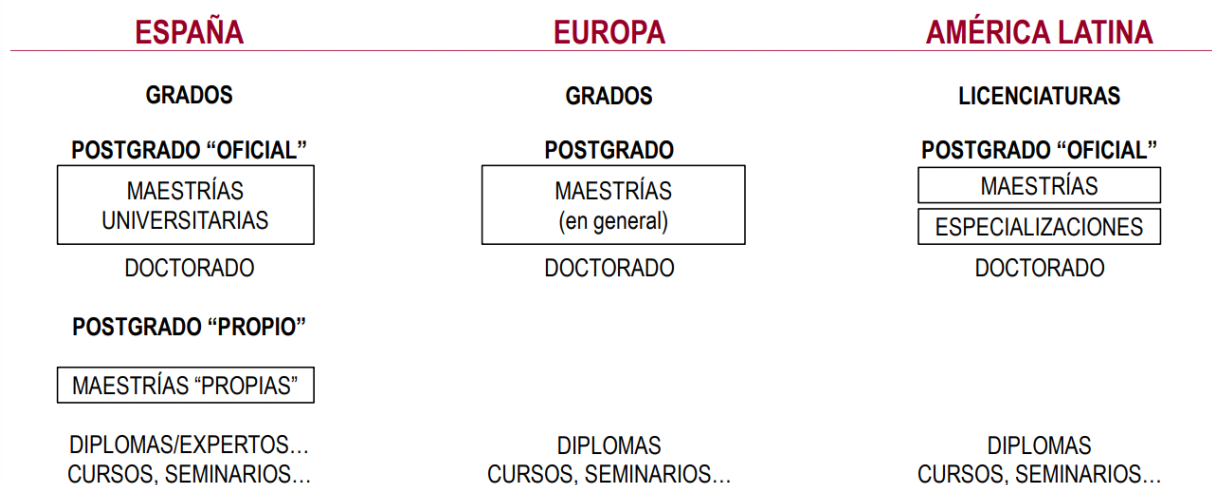 ESPAÑA
GRADOS
POSTGRADO “OFICIAL”
MAESTRÍAS
UNIVERSITARIAS
DOCTORADO
POSTGRADO “PROPIO”
MAESTRÍAS “PROPIAS”
DIPLOMAS/EXPERTOS…
CURSOS, SEMINARIOS…
EUROPA
GRADOS
POSTGRADO
MAESTRÍAS
(en general)
DOCTORADO
DIPLOMAS
CURSOS, SEMINARIOS…
AMÉRICA LATINA
LICENCIATURAS
POSTGRADO “OFICIAL”
MAESTRÍAS
ESPECIALIZACIONES
DOCTORADO
DIPLOMAS
CURSOS, SEMINARIOS…